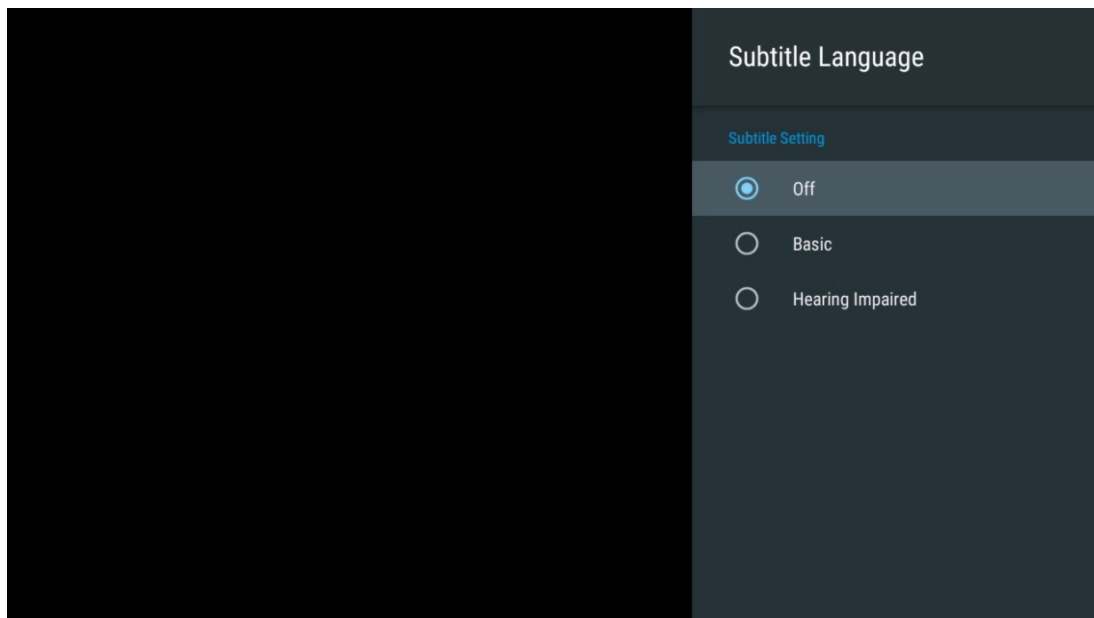 Subtitle Language
Subtitle Setting
Off
Basic
Hearing Impaired